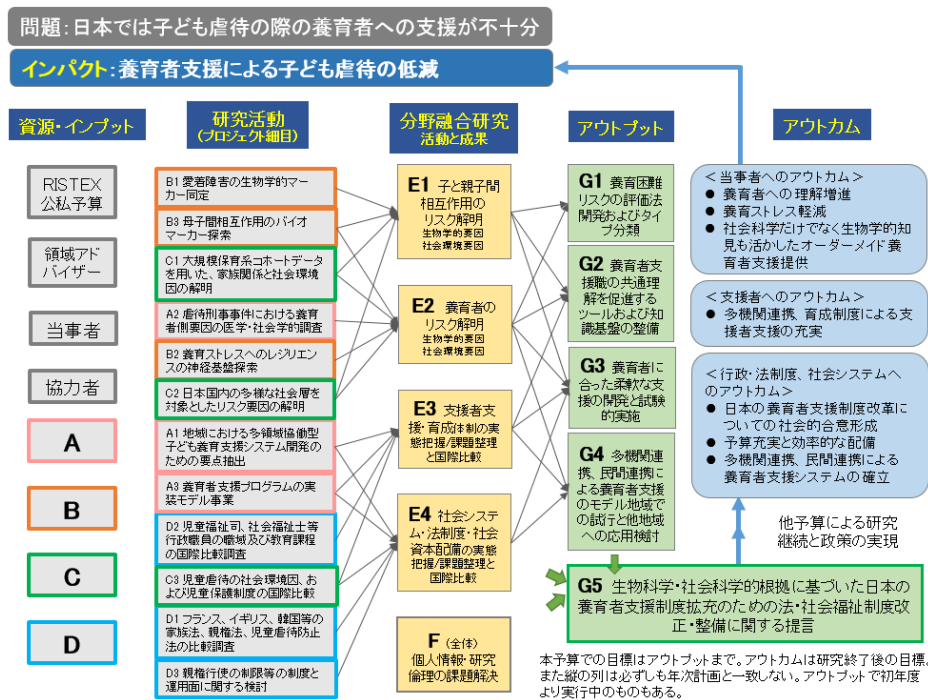 問題：日本では子ども虐待の際の養育者への支援が不十分
インパクト：養育者支援による子ども虐待の低減
資源・インプット
RISTEX
公私予算
領域アド
バイザー
当事者
協力者
A
B
C
D
研究活動
(プロジェクト細目)
B1 愛着障害の生物学的マー
カー同定
B3 母子間相互作用のバイオ
マーカー探索
C1 大規模保育系コホートデータ
を用いた、家族関係と社会環境
因の解明
A2 虐待刑事事件における養育
者側要因の医学・社会学的調査
B2 養育ストレスへのレジリエン
スの神経基盤探索
C2 日本国内の多様な社会層を
対象としたリスク要因の解明
A1 地域における多領域協働型
子ども養育支援システム開発の
ための要点抽出
A3 養育者支援プログラムの実
装モデル事業
D2 児童福祉司、社会福祉士等
行政職員の職域及び教育課程
の国際比較調査
C3 児童虐待の社会環境因、お
よび児童保護制度の国際比較
D1 フランス、イギリス、韓国等の
家族法、親権法、児童虐待防止
法の比較調査
D3 親権行使の制限等の制度と
運用面に関する検討
分野融合研究
活動と成果
E1 子と親子間
相互作用の
リスク解明
生物学的要因
社会環境要因
E2 養育者の
リスク解明
生物学的要因
社会環境要因
E3 支援者支
援・育成体制の実
態把握/課題整理
と国際比較
E4 社会システ
ム・法制度・社会
資本配備の実態
把握/課題整理と
国際比較
F (全体)
個人情報・研究
倫理の課題解決
アウトプット
G1 養育困難
リスクの評価法
開発およびタイ
プ分類
G2 養育者支
援職の共通理
解を促進する
ツールおよび知
識基盤の整備
G3 養育者に
合った柔軟な支
援の開発と試験
的実施
G4 多機関連
携、民間連携に
よる養育者支援
のモデル地域で
の試行と他地域
への応用検討
G5 生物科学・社会科学的根拠に基づいた日本の
養育者支援制度拡充のための法・社会福祉制度改
正・整備に関する提言
アウトカム
＜当事者へのアウトカム＞
● 養育者への理解増進
● 養育ストレス軽減
● 社会科学だけでなく生物学的知
見も活かしたオーダーメイド養
育者支援提供
＜支援者へのアウトカム＞
● 多機関連携、育成制度による支
援者支援の充実
＜行政・法制度、社会システムへ
のアウトカム＞
● 日本の養育者支援制度改革に
ついての社会的合意形成
● 予算充実と効率的な配備
● 多機関連携、民間連携による
養育者支援システムの確立
他予算による研究
継続と政策の実現
本予算での目標はアウトプットまで。アウトカムは研究終了後の目標。
また縦の列は必ずしも年次計画と一致しない。アウトプットで初年度
より実行中のものもある。